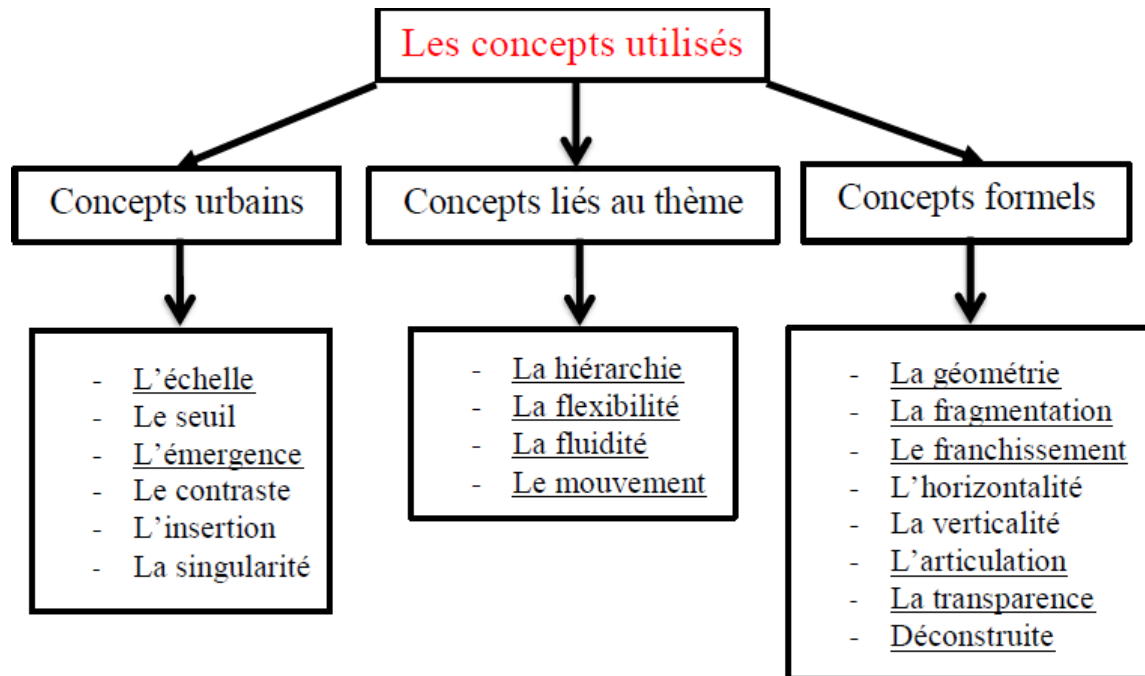 Les concepts utilisés
Concepts urbains
Concepts liés au thème
Concepts formels
- L'échelle
- Le seuil
- L'émergence
- Le contraste
- L'insertion
- La singularité
- La hiérarchie
- La flexibilité
- La fluidité
- Le mouvement
- La géométrie
- La fragmentation
- Le franchissement
- L'horizontalité
- La verticalité
- L'articulation
- La transparence
- Déconstruite